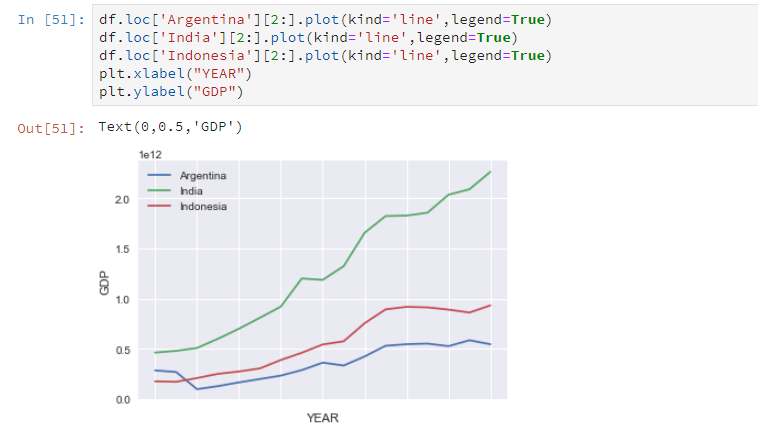 In [51]: df.loc['Argentina'][2:].plot(kind='line',legend=True)
df.loc['India'][2:].plot(kind='line',legend=True)
df.loc['Indonesia'][2:].plot(kind='line',legend=True)
plt.xlabel("YEAR")
plt.ylabel("GDP")
Out[51]: Text(0,0.5,'GDP')
1e12
Argentina
India
Indonesia
2.0
1.5
1.0
0.5
0.0
GDP
YEAR